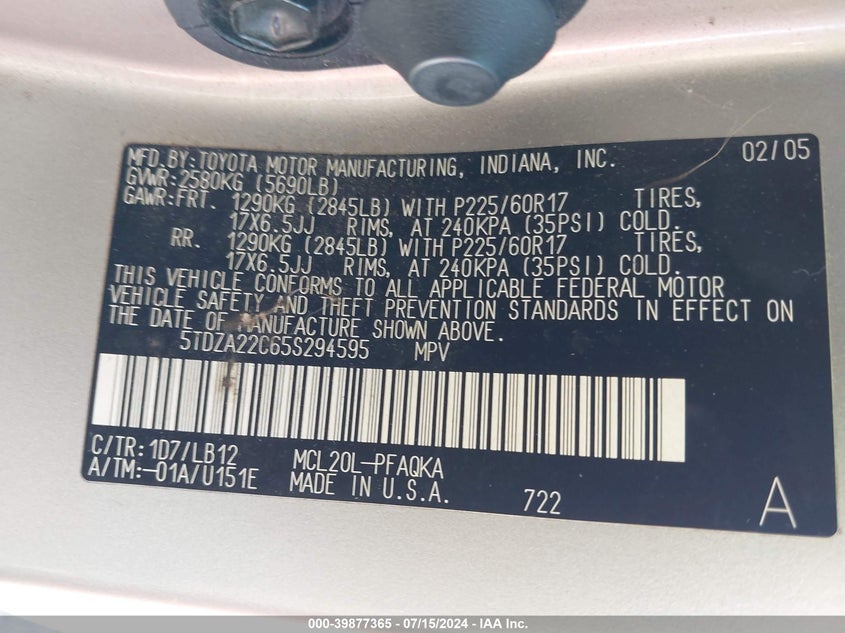 MFD.BY:TOYOTA MOTOR MANUFACTURING, INDIANA, INC. 02/05
GVWR:2580KG (5690LB)
GAWR:FRT. 1290KG (2845LB) WITH P225/60R17 TIRES,
17X6.5JJ RIMS, AT 240KPA (35PSI) COLD.
RR. 1290KG (2845LB) WITH P225/60R17 TIRES,
17X6.5JJ RIMS, AT 240KPA (35PSI) COLD.
THIS VEHICLE CONFORMS TO ALL APPLICABLE FEDERAL MOTOR
VEHICLE SAFETY AND THEFT PREVENTION STANDARDS IN EFFECT ON
THE DATE OF MANUFACTURE SHOWN ABOVE.
5TDZA22C65S294595 MPV
C/TR:1D7/LB12 MCL20L-PFAQKA
A/TM:-01A/U151E MADE IN U.S.A. 722 A
000-39877365 - 07/15/2024 - IAA Inc.